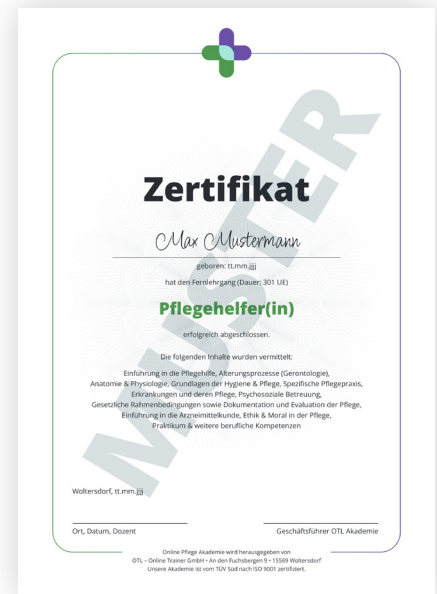 MUSTER
Zertifikat
Max Mustermann
geboren: tt.mm.jjj
hat den Fernlehrgang (Dauer: 301 UE)
Pflegehelfer(in)
erfolgreich abgeschlossen.
Die folgenden Inhalte wurden vermittelt:
Einführung in die Pflegehilfe, Alterungsprozesse (Gerontologie),
Anatomie & Physiologie, Grundlagen der Hygiene & Pflege, Spezifische Pflegepraxis,
Erkrankungen und deren Pflege, Psychosoziale Betreuung,
Gesetzliche Rahmenbedingungen sowie Dokumentation und Evaluation der Pflege,
Einführung in die Arzneimittelkunde, Ethik & Moral in der Pflege,
Praktikum & weitere berufliche Kompetenzen
Woltersdorf, tt.mm.jjj
Ort, Datum, Dozent
Geschäftsführer OTL Akademie
Online Pflege Akademie wird herausgegeben von
OTL – Online Trainer GmbH • An den Fuchsbergen 9 • 15569 Woltersdorf
Unsere Akademie ist vom TÜV Süd nach ISO 9001 zertifiziert.